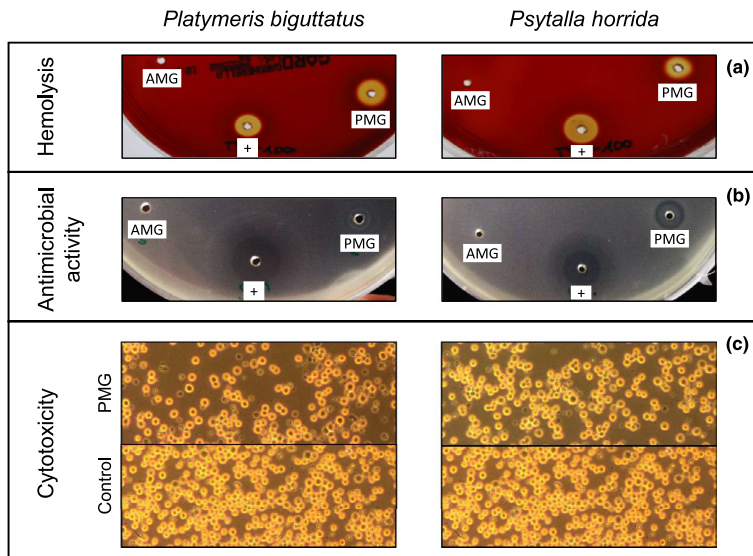 Platymeris biguttatus
Psytalla horrida
Hemolysis
(a)
AMG
PMG
+
AMG
PMG
+
Antimicrobial
activity
(b)
AMG
PMG
+
AMG
PMG
+
Cytotoxicity
(c)
PMG
Control